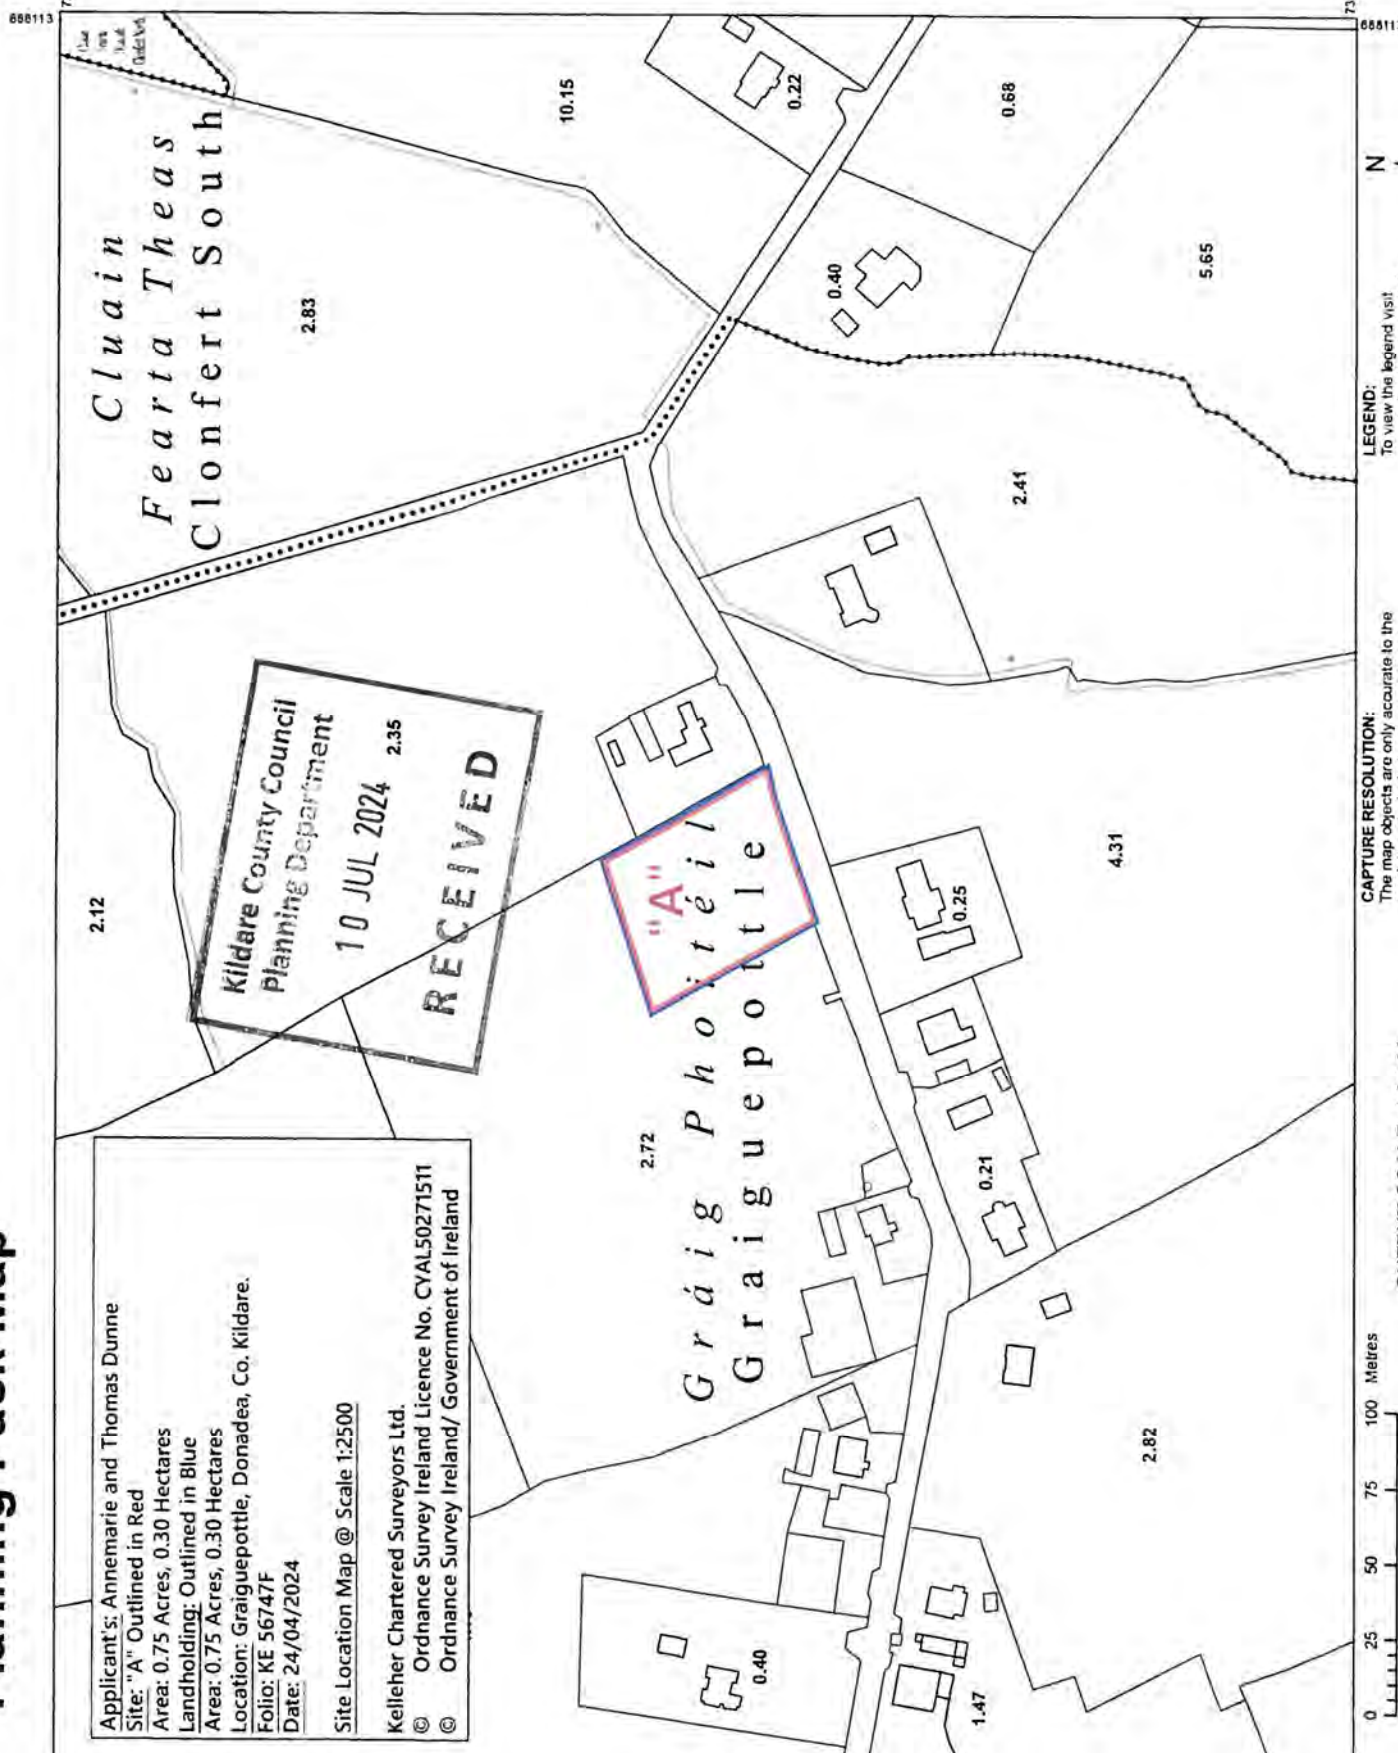 Planning Pack Map
Applicant's: Annemarie and Thomas Dunne
Site: "A" Outlined in Red
Area: 0.75 Acres, 0.30 Hectares
Landholding: Outlined in Blue
Area: 0.75 Acres, 0.30 Hectares
Location: Graiguepottle, Donadea, Co. Kildare.
Folio: KE 56747F
Date: 24/04/2024
Site Location Map @ Scale 1:2500
Kelleher Chartered Surveyors Ltd.
© Ordnance Survey Ireland Licence No. CYAL50271511
© Ordnance Survey Ireland/ Government of Ireland
Kildare County Council
Planning Department
10 JUL 2024
RECEIVED
2.12
2.35
Cluain
Fearta Theas
Clonfert South
2.83
10.15
0.22
0.68
0.40
5.65
2.41
"A"
Gráig Phoitéil
Graiguepottle
2.72
0.25
4.31
0.21
2.82
0.40
1.47
688113
0 25 50 75 100 Metres
CAPTURE RESOLUTION:
The map objects are only accurate to the
LEGEND:
To view the legend visit
N